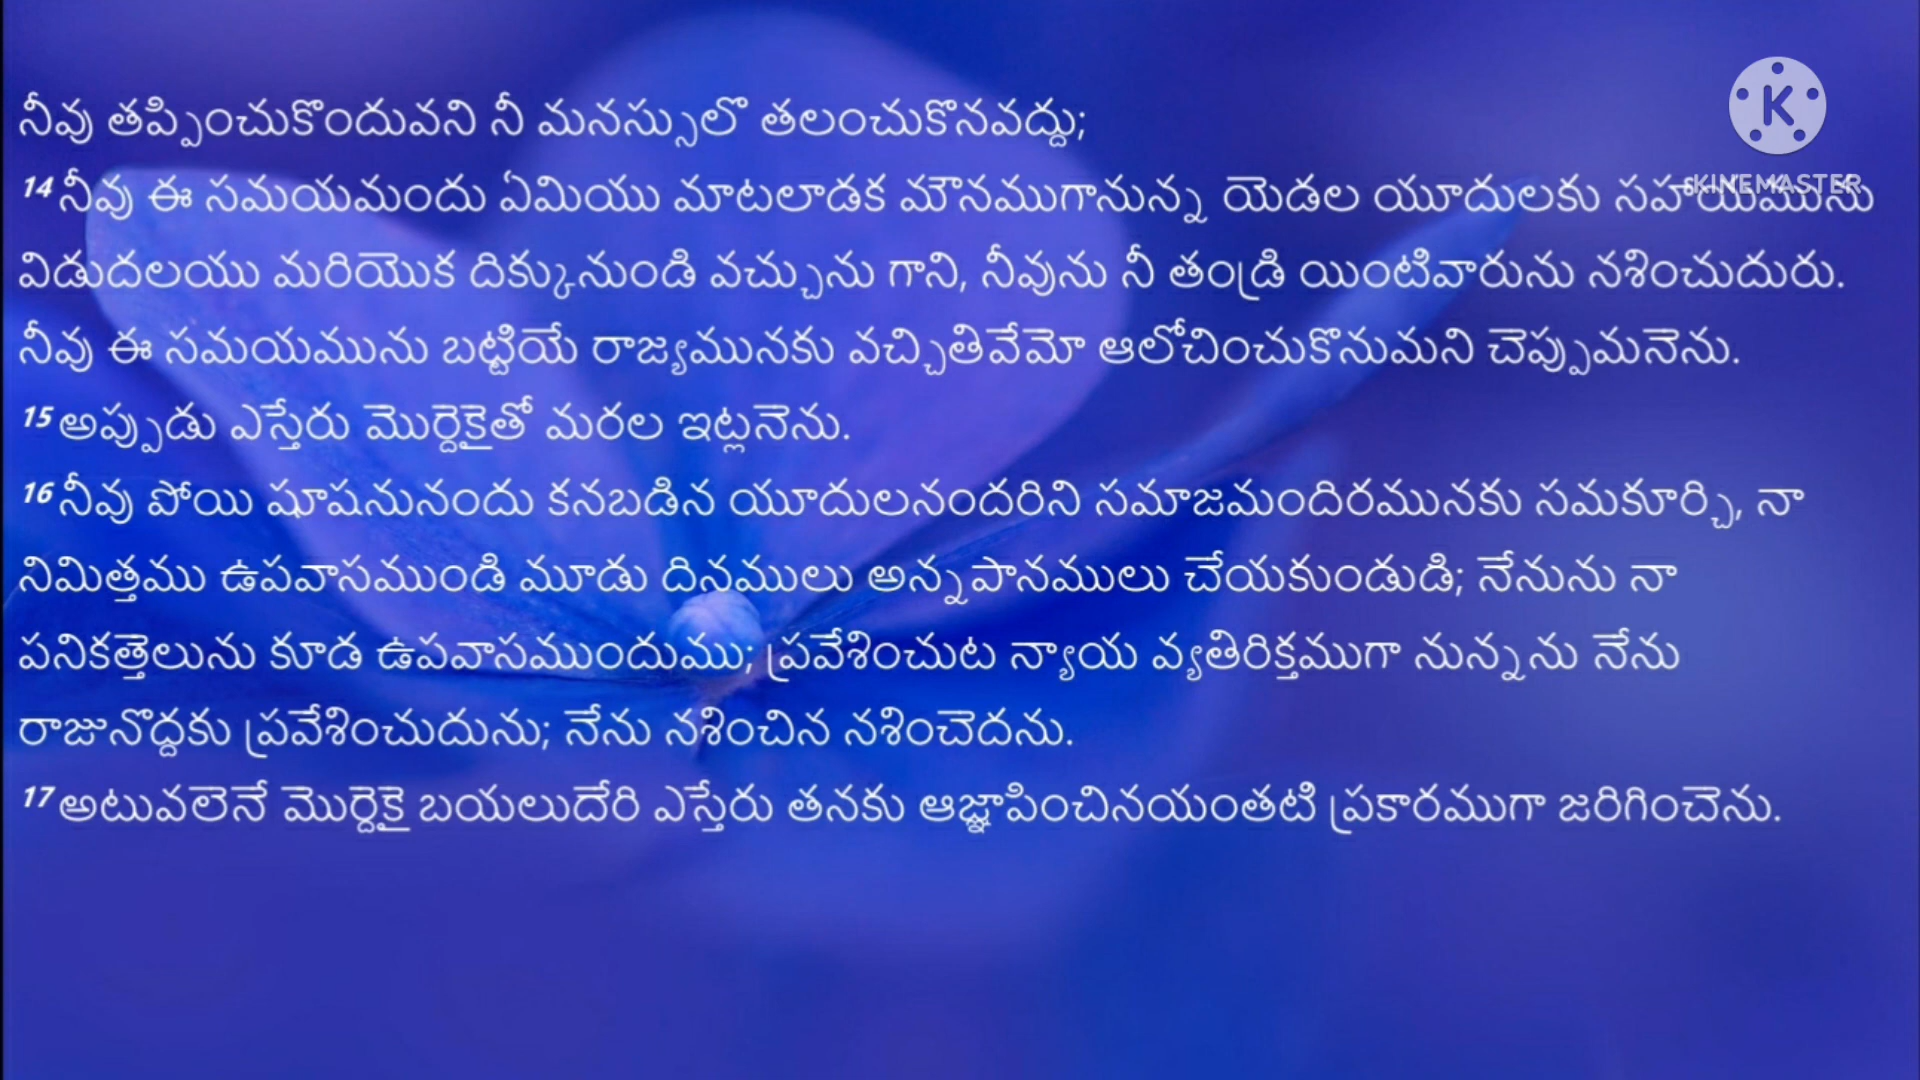 నీవు తప్పించుకొందువని నీ మనస్సులొ తలంచుకొనవద్దు;
14 నీవు ఈ సమయమందు ఏమియు మాటలాడక మౌనముగానున్న యెడల యూదులకు సహాయమును
విడుదలయు మరియొక దిక్కునుండి వచ్చును గాని, నీవును నీ తండ్రి యింటివారును నశించుదురు.
నీవు ఈ సమయమును బట్టియే రాజ్యమునకు వచ్చితివేమో ఆలోచించుకొనుమని చెప్పుమనెను.
15 అప్పుడు ఎస్తేరు మొర్దెకైతో మరల ఇట్లనెను.
16 నీవు పోయి షూషనునందు కనబడిన యూదులనందరిని సమాజమందిరమునకు సమకూర్చి, నా
నిమిత్తము ఉపవాసముండి మూడు దినములు అన్నపానములు చేయకుండుడి; నేనును నా
పనికత్తెలును కూడ ఉపవాసముందుము; ప్రవేశించుట న్యాయ వ్యతిరిక్తముగా నున్నను నేను
రాజునొద్దకు ప్రవేశించుదును; నేను నశించిన నశించెదను.
17 అటువలెనే మొర్దెకై బయలుదేరి ఎస్తేరు తనకు ఆజ్ఞాపించినయంతటి ప్రకారముగా జరిగించెను.
K
KINEMASTER